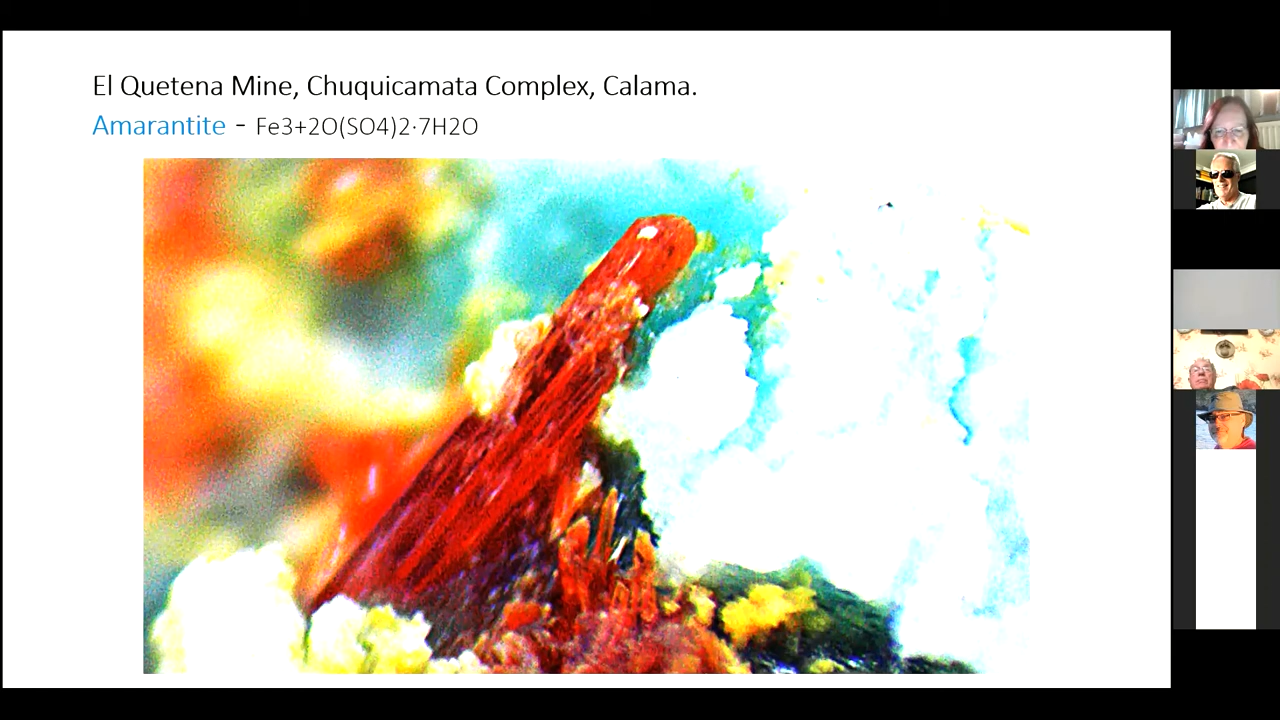 El Quetena Mine, Chuquicamata Complex, Calama.
Amarantite - Fe3+2O(SO4)2·7H2O